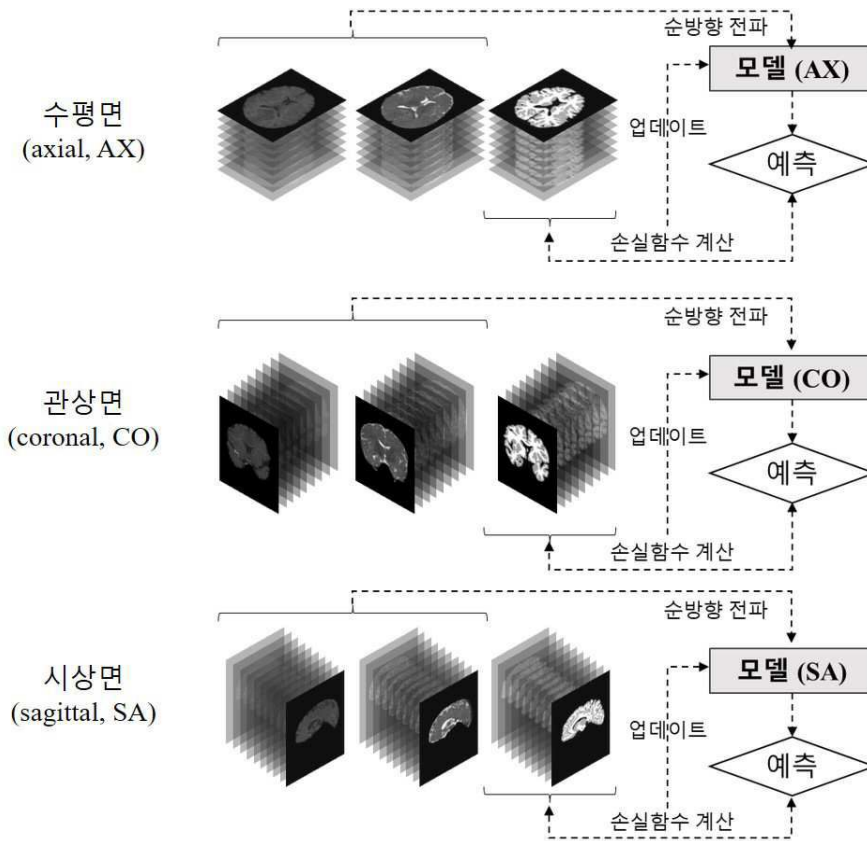 순방향 전파
모델 (AX)
수평면
(axial, AX)
업데이트
예측
손실함수 계산
순방향 전파
모델 (CO)
관상면
(coronal, CO)
업데이트
예측
손실함수 계산
순방향 전파
모델 (SA)
시상면
(sagittal, SA)
업데이트
예측
손실함수 계산